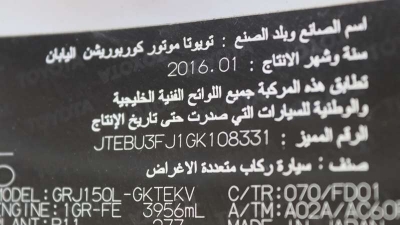 اسم الصانع وبلد الصنع : تويوتا موتور كوربوريشن اليابان
سنة وشهر الانتاج : 2016.01
تطابق هذه المركبة جميع اللوائح الفنية الخليجية
والوطنية للسيارات التي صدرت حتى تاريخ الإنتاج
الرقم المميز : JTEBU3FJ1GK108331
صنف : سيارة ركاب متعددة الاغراض
MODEL:GRJ150L-GKTEKV C/TR:070/FD01
ENGINE:1GR-FE 3956mL A/TM:A02A/AC60